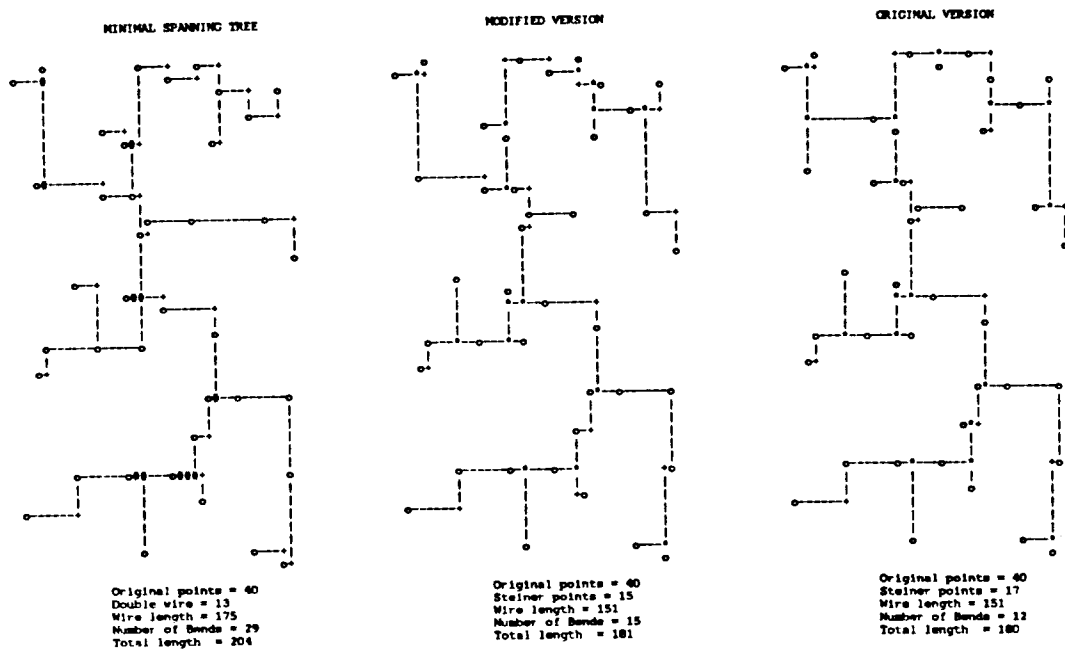 MINIMAL SPANNING TREE
Original points = 40
Double wire = 13
Wire length = 175
Number of Bends = 29
Total length = 204
MODIFIED VERSION
Original points = 40
Steiner points = 15
Wire length = 151
Number of Bends = 15
Total length = 181
ORIGINAL VERSION
Original points = 40
Steiner points = 17
Wire length = 151
Number of Bends = 12
Total length = 180